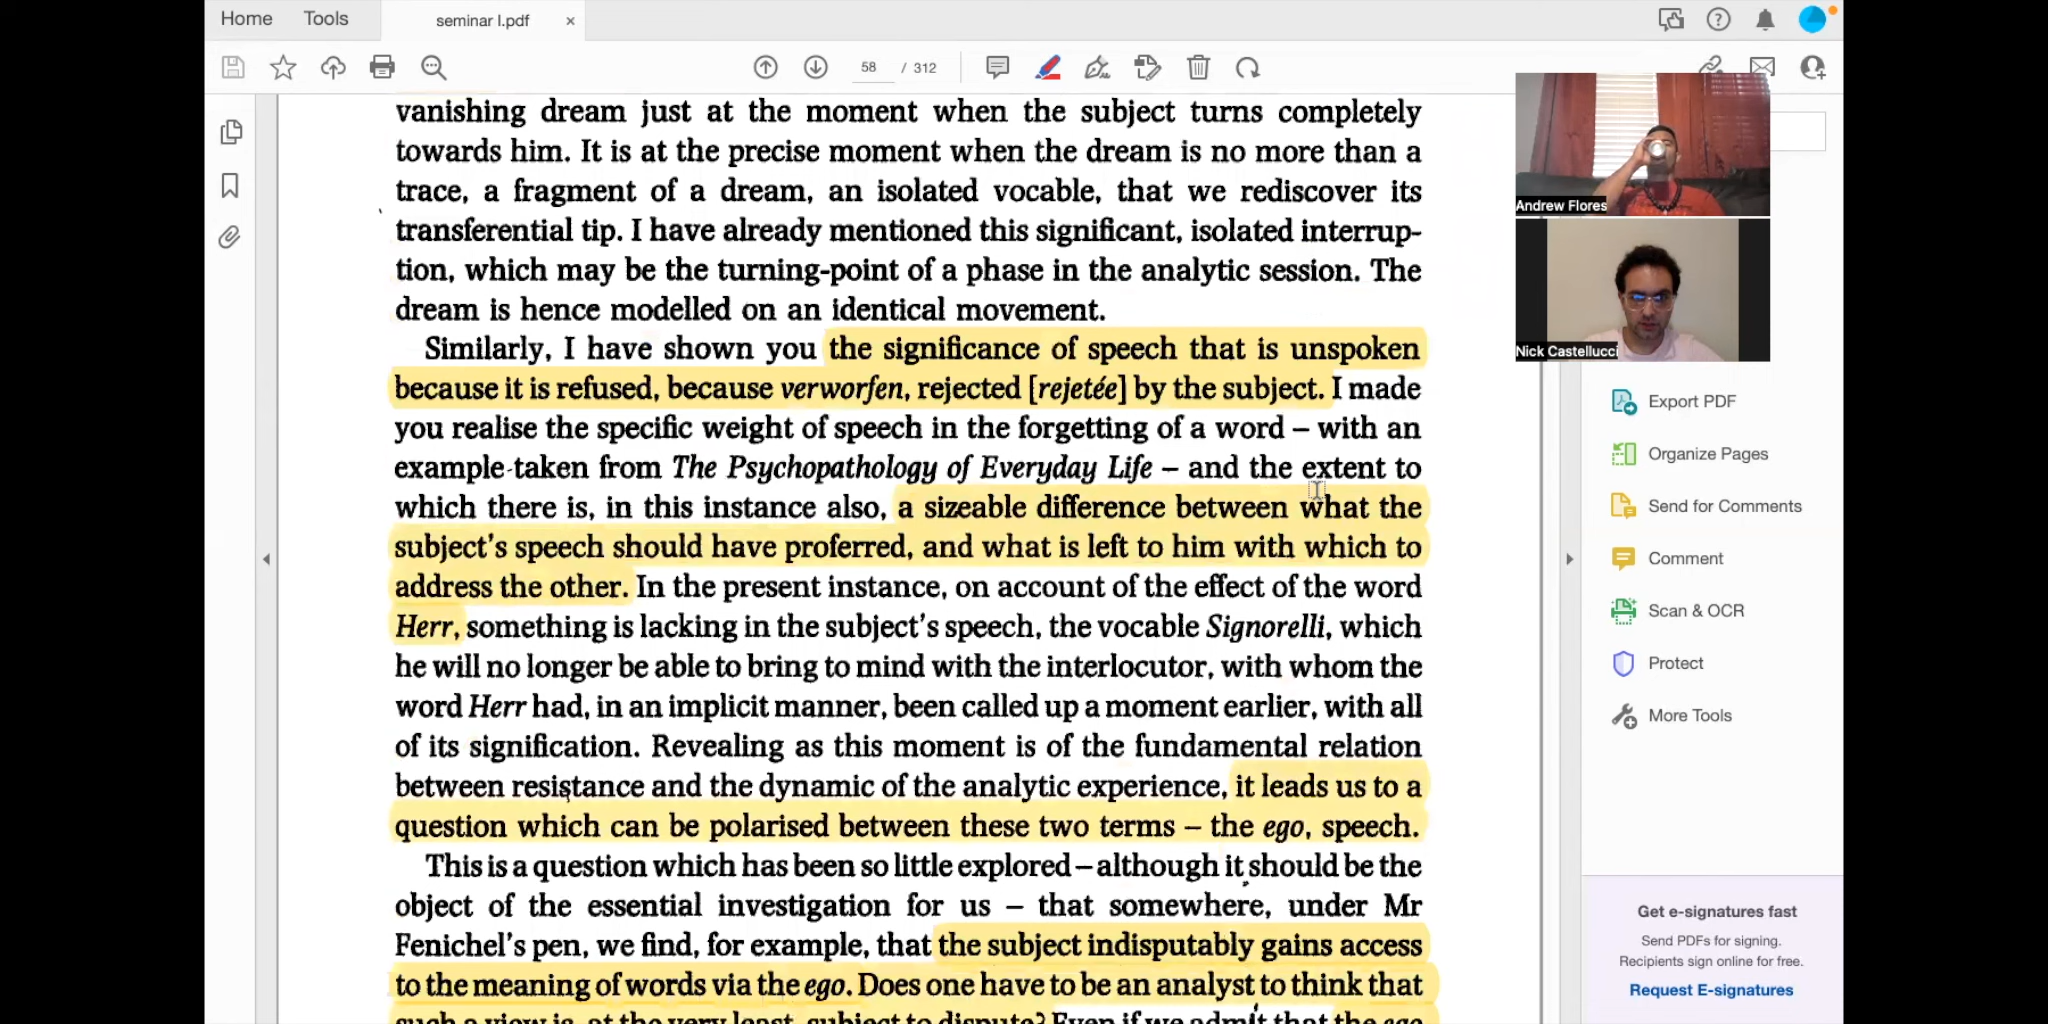 Home Tools seminar I.pdf ×
58 / 312
vanishing dream just at the moment when the subject turns completely
towards him. It is at the precise moment when the dream is no more than a
trace, a fragment of a dream, an isolated vocable, that we rediscover its
transferential tip. I have already mentioned this significant, isolated interrup-
tion, which may be the turning-point of a phase in the analytic session. The
dream is hence modelled on an identical movement.
Similarly, I have shown you the significance of speech that is unspoken
because it is refused, because verworfen, rejected [rejetée] by the subject. I made
you realise the specific weight of speech in the forgetting of a word – with an
example taken from The Psychopathology of Everyday Life – and the extent to
which there is, in this instance also, a sizeable difference between what the
subject's speech should have proferred, and what is left to him with which to
address the other. In the present instance, on account of the effect of the word
Herr, something is lacking in the subject's speech, the vocable Signorelli, which
he will no longer be able to bring to mind with the interlocutor, with whom the
word Herr had, in an implicit manner, been called up a moment earlier, with all
of its signification. Revealing as this moment is of the fundamental relation
between resistance and the dynamic of the analytic experience, it leads us to a
question which can be polarised between these two terms – the ego, speech.
This is a question which has been so little explored – although it should be the
object of the essential investigation for us – that somewhere, under Mr
Fenichel's pen, we find, for example, that the subject indisputably gains access
to the meaning of words via the ego. Does one have to be an analyst to think that
such a view is, at the very least, subject to dispute? Even if we admit that the ego
Andrew Flores
Nick Castellucci
Export PDF
Organize Pages
Send for Comments
Comment
Scan & OCR
Protect
More Tools
Get e-signatures fast
Send PDFs for signing.
Recipients sign online for free.
Request E-signatures